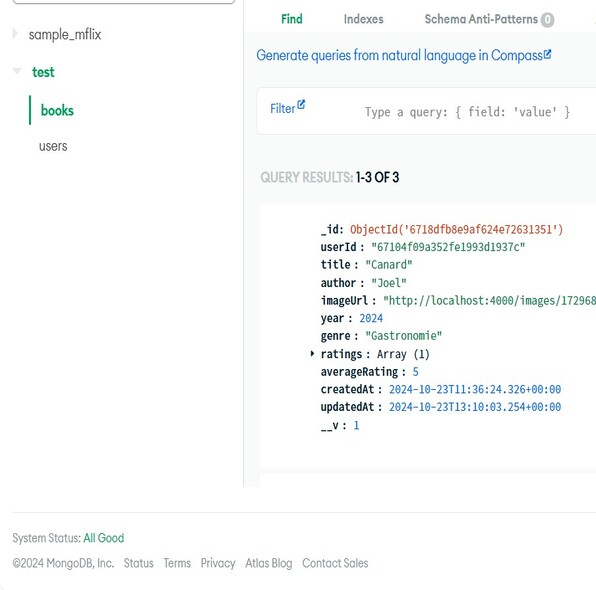 sample_mflix
test
books
users
Find Indexes Schema Anti-Patterns 0
Generate queries from natural language in Compass
Filter Type a query: { field: 'value' }
QUERY RESULTS: 1-3 OF 3
_id: ObjectId('6718dfb8e9af624e72631351')
userId : "67104f09a352fe1993d1937c"
title : "Canard"
author : "Joel"
imageUrl : "http://localhost:4000/images/172968
year : 2024
genre : "Gastronomie"
ratings : Array (1)
averageRating : 5
createdAt : 2024-10-23T11:36:24.326+00:00
updatedAt : 2024-10-23T13:10:03.254+00:00
__v : 1
System Status: All Good
©2024 MongoDB, Inc. Status Terms Privacy Atlas Blog Contact Sales